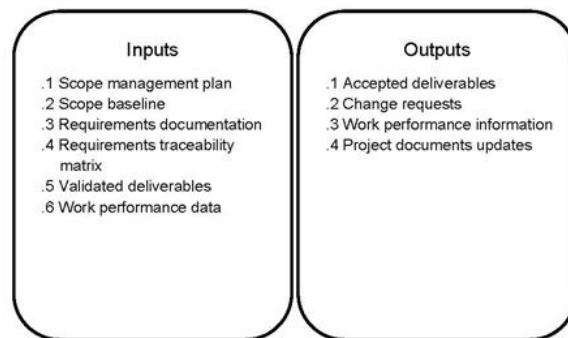 Inputs
.1 Scope management plan
.2 Scope baseline
.3 Requirements documentation
.4 Requirements traceability
matrix
.5 Validated deliverables
.6 Work performance data
Outputs
.1 Accepted deliverables
.2 Change requests
.3 Work performance information
.4 Project documents updates